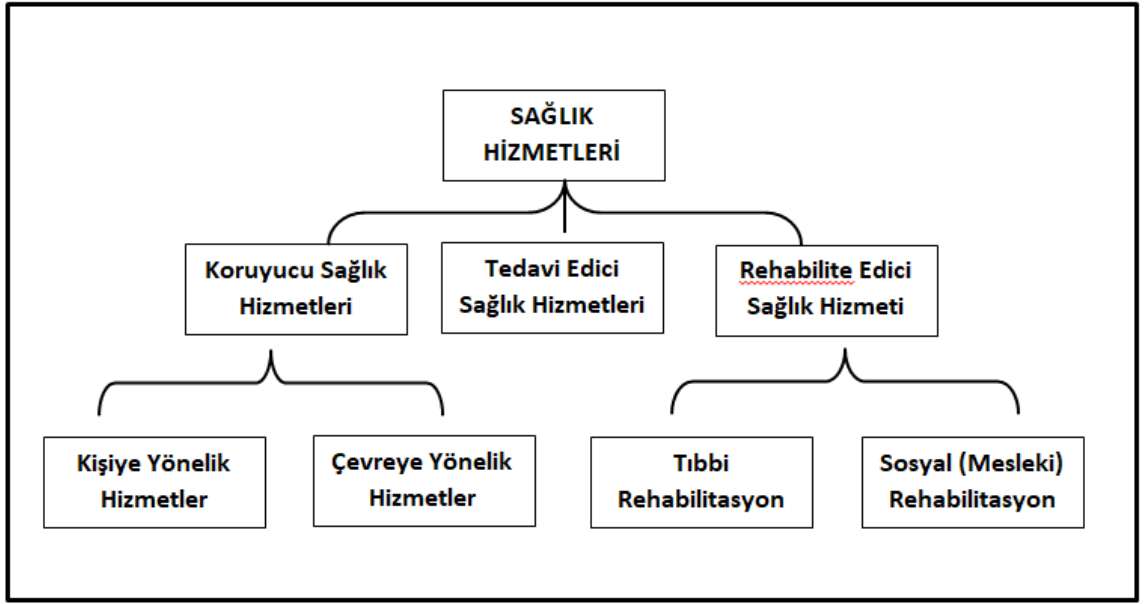 SAĞLIK
HİZMETLERİ
Koruyucu Sağlık
Hizmetleri
Tedavi Edici
Sağlık Hizmetleri
Rehabilite Edici
Sağlık Hizmeti
Kişiye Yönelik
Hizmetler
Çevreye Yönelik
Hizmetler
Tıbbi
Rehabilitasyon
Sosyal (Mesleki)
Rehabilitasyon